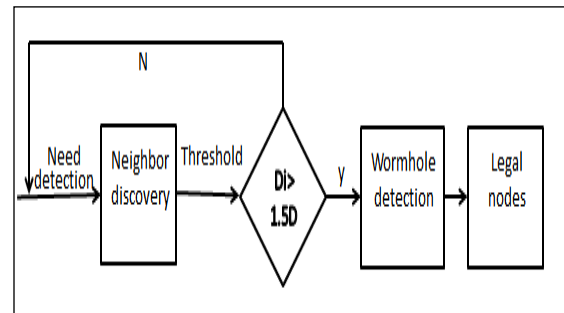 N
Need
detection
Neighbor
discovery
Threshold
Di>
1.5D
y
Wormhole
detection
Legal
nodes